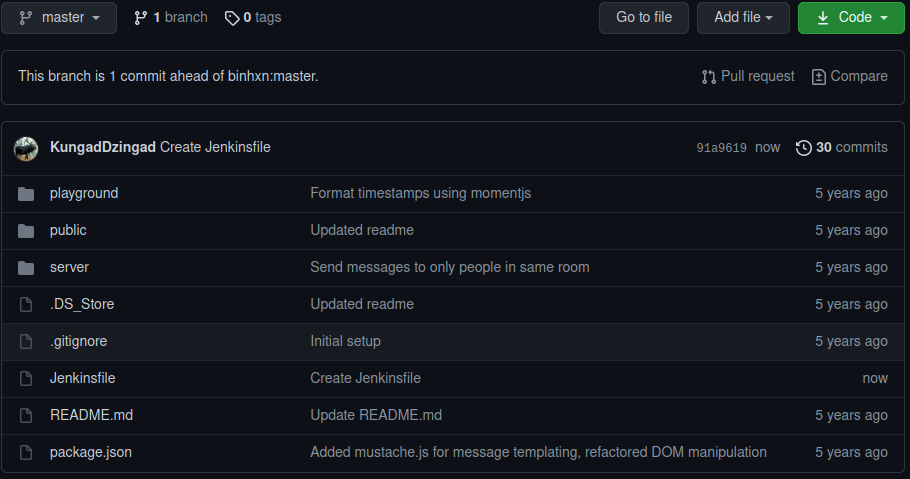 master 1 branch 0 tags Go to file Add file Code
This branch is 1 commit ahead of binhxn:master. Pull request Compare
KungadDzingad Create Jenkinsfile 91a9619 now 30 commits
playground Format timestamps using momentjs 5 years ago
public Updated readme 5 years ago
server Send messages to only people in same room 5 years ago
.DS_Store Updated readme 5 years ago
.gitignore Initial setup 5 years ago
Jenkinsfile Create Jenkinsfile now
README.md Update README.md 5 years ago
package.json Added mustache.js for message templating, refactored DOM manipulation 5 years ago